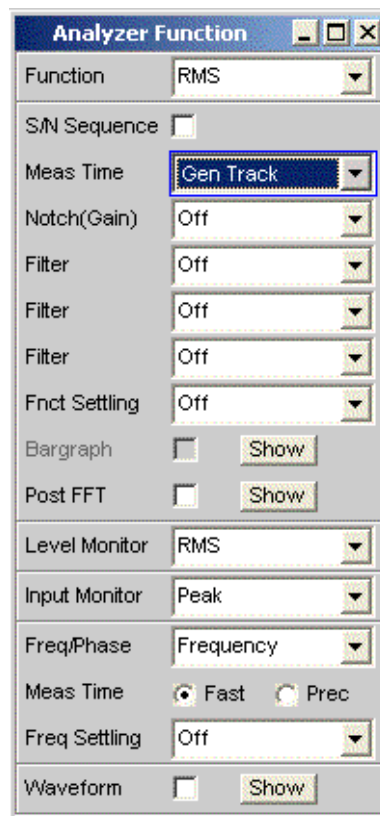 Analyzer Function
Function RMS
S/N Sequence
Meas Time Gen Track
Notch(Gain) Off
Filter Off
Filter Off
Filter Off
Fnct Settling Off
Bargraph Show
Post FFT Show
Level Monitor RMS
Input Monitor Peak
Freq/Phase Frequency
Meas Time Fast Prec
Freq Settling Off
Waveform Show